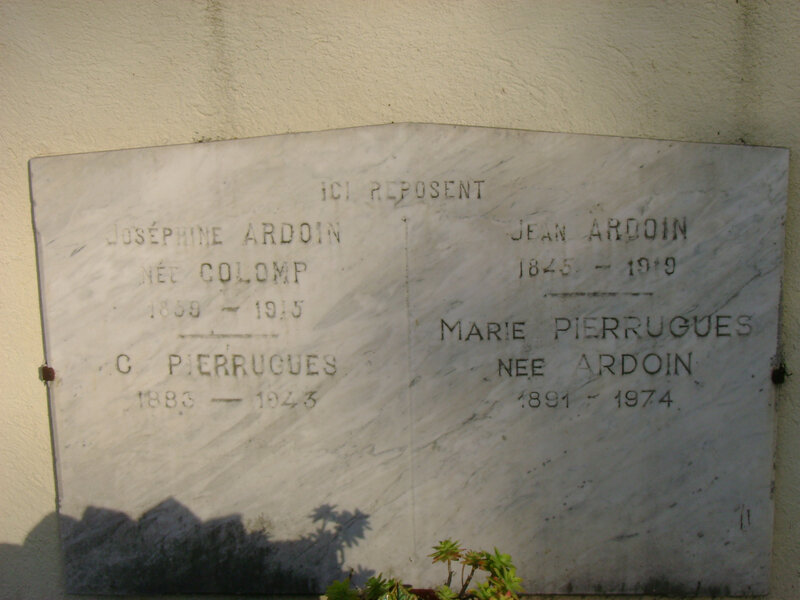 ICI REPOSENT
JOSÉPHINE ARDOIN
NÉE COLOMP
1859 – 1915
C PIERRUGUES
1883 – 1943
JEAN ARDOIN
1845 – 1919
MARIE PIERRUGUES
NEE ARDOIN
1891 – 1974